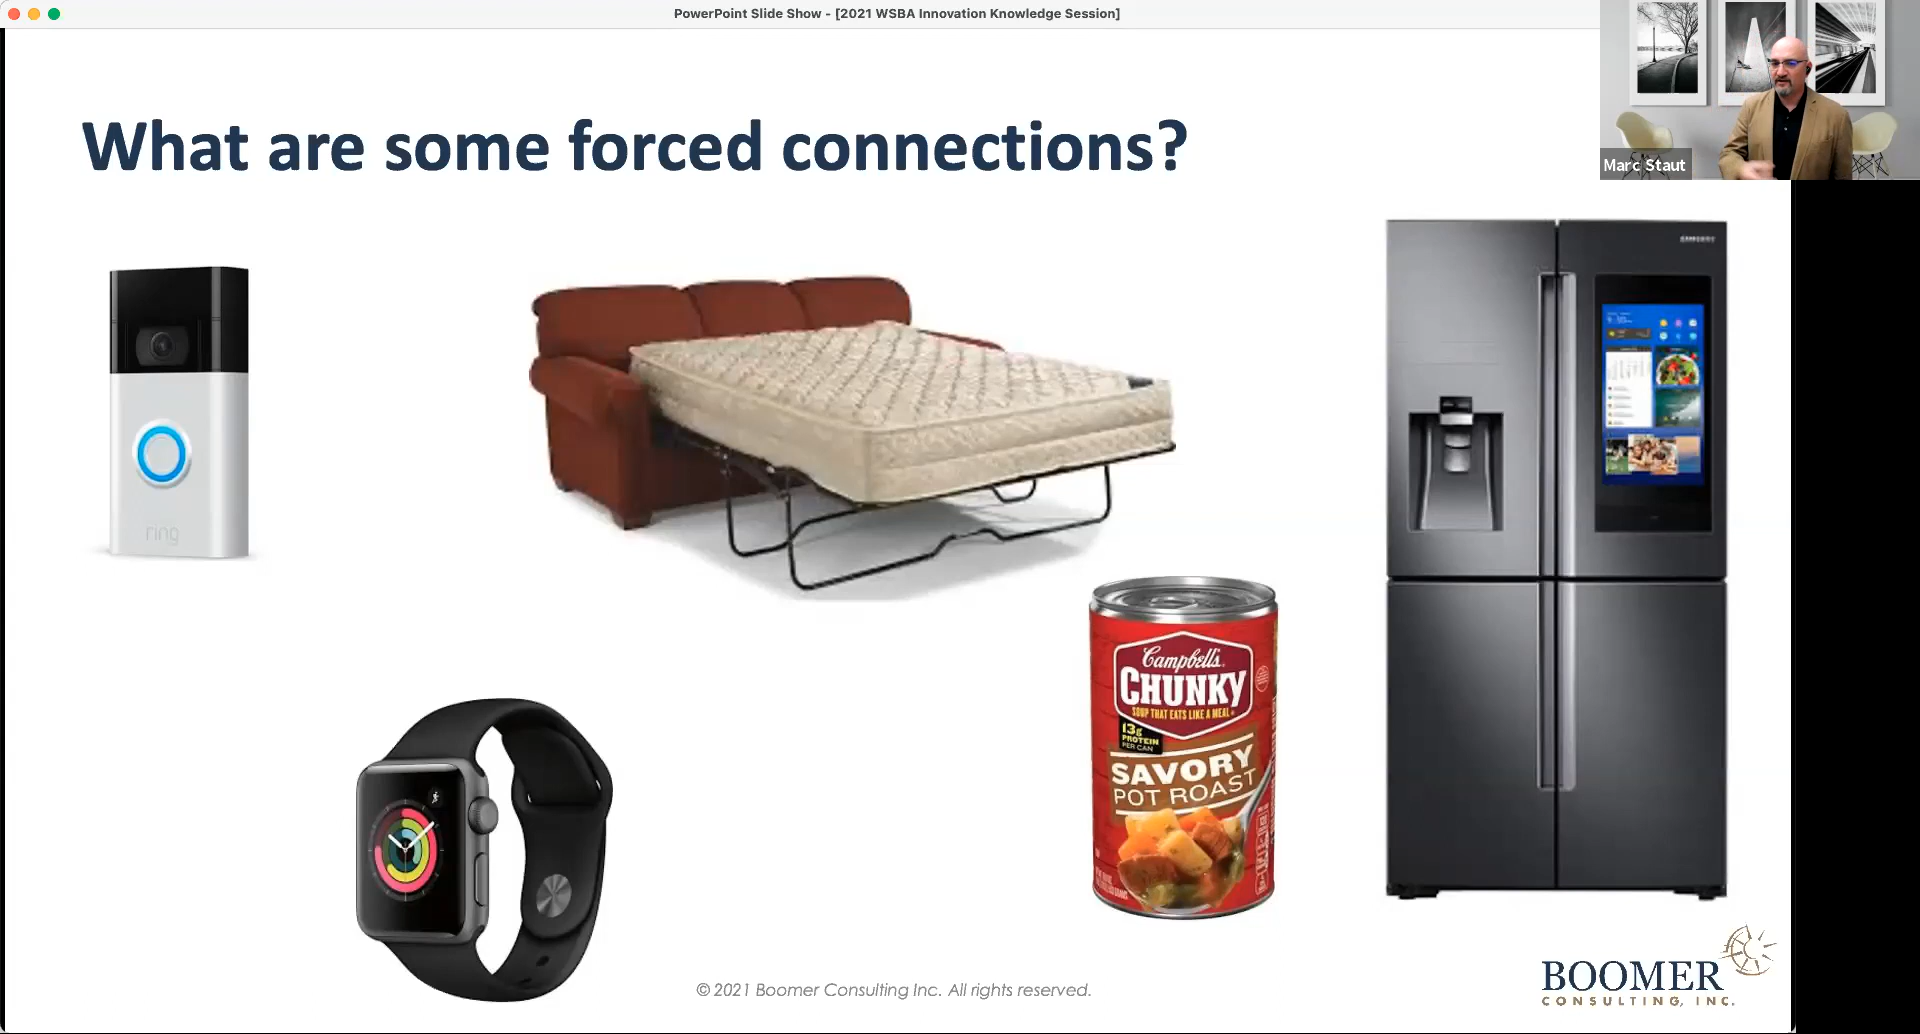 PowerPoint Slide Show - [2021 WSBA Innovation Knowledge Session]
Marc Staut
What are some forced connections?
SAMSUNG
ring
Campbell's
CHUNKY
SOUP THAT EATS LIKE A MEAL
13g
PROTEIN
PER CAN
SAVORY
POT ROAST
© 2021 Boomer Consulting Inc. All rights reserved.
BOOMER
CONSULTING, INC.